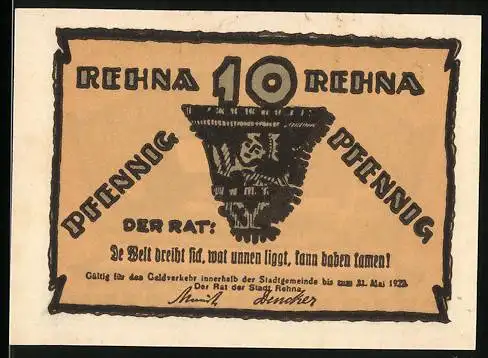 REHNA 10 REHNA
PFENNIG PFENNIG
DER RAT:
De Welt dreiht sick, wat unnen liggt, kann baben kamen!
Gültig für den Geldverkehr innerhalb der Stadtgemeinde bis zum 31. Mai 1922
Der Rat der Stadt Rehna.